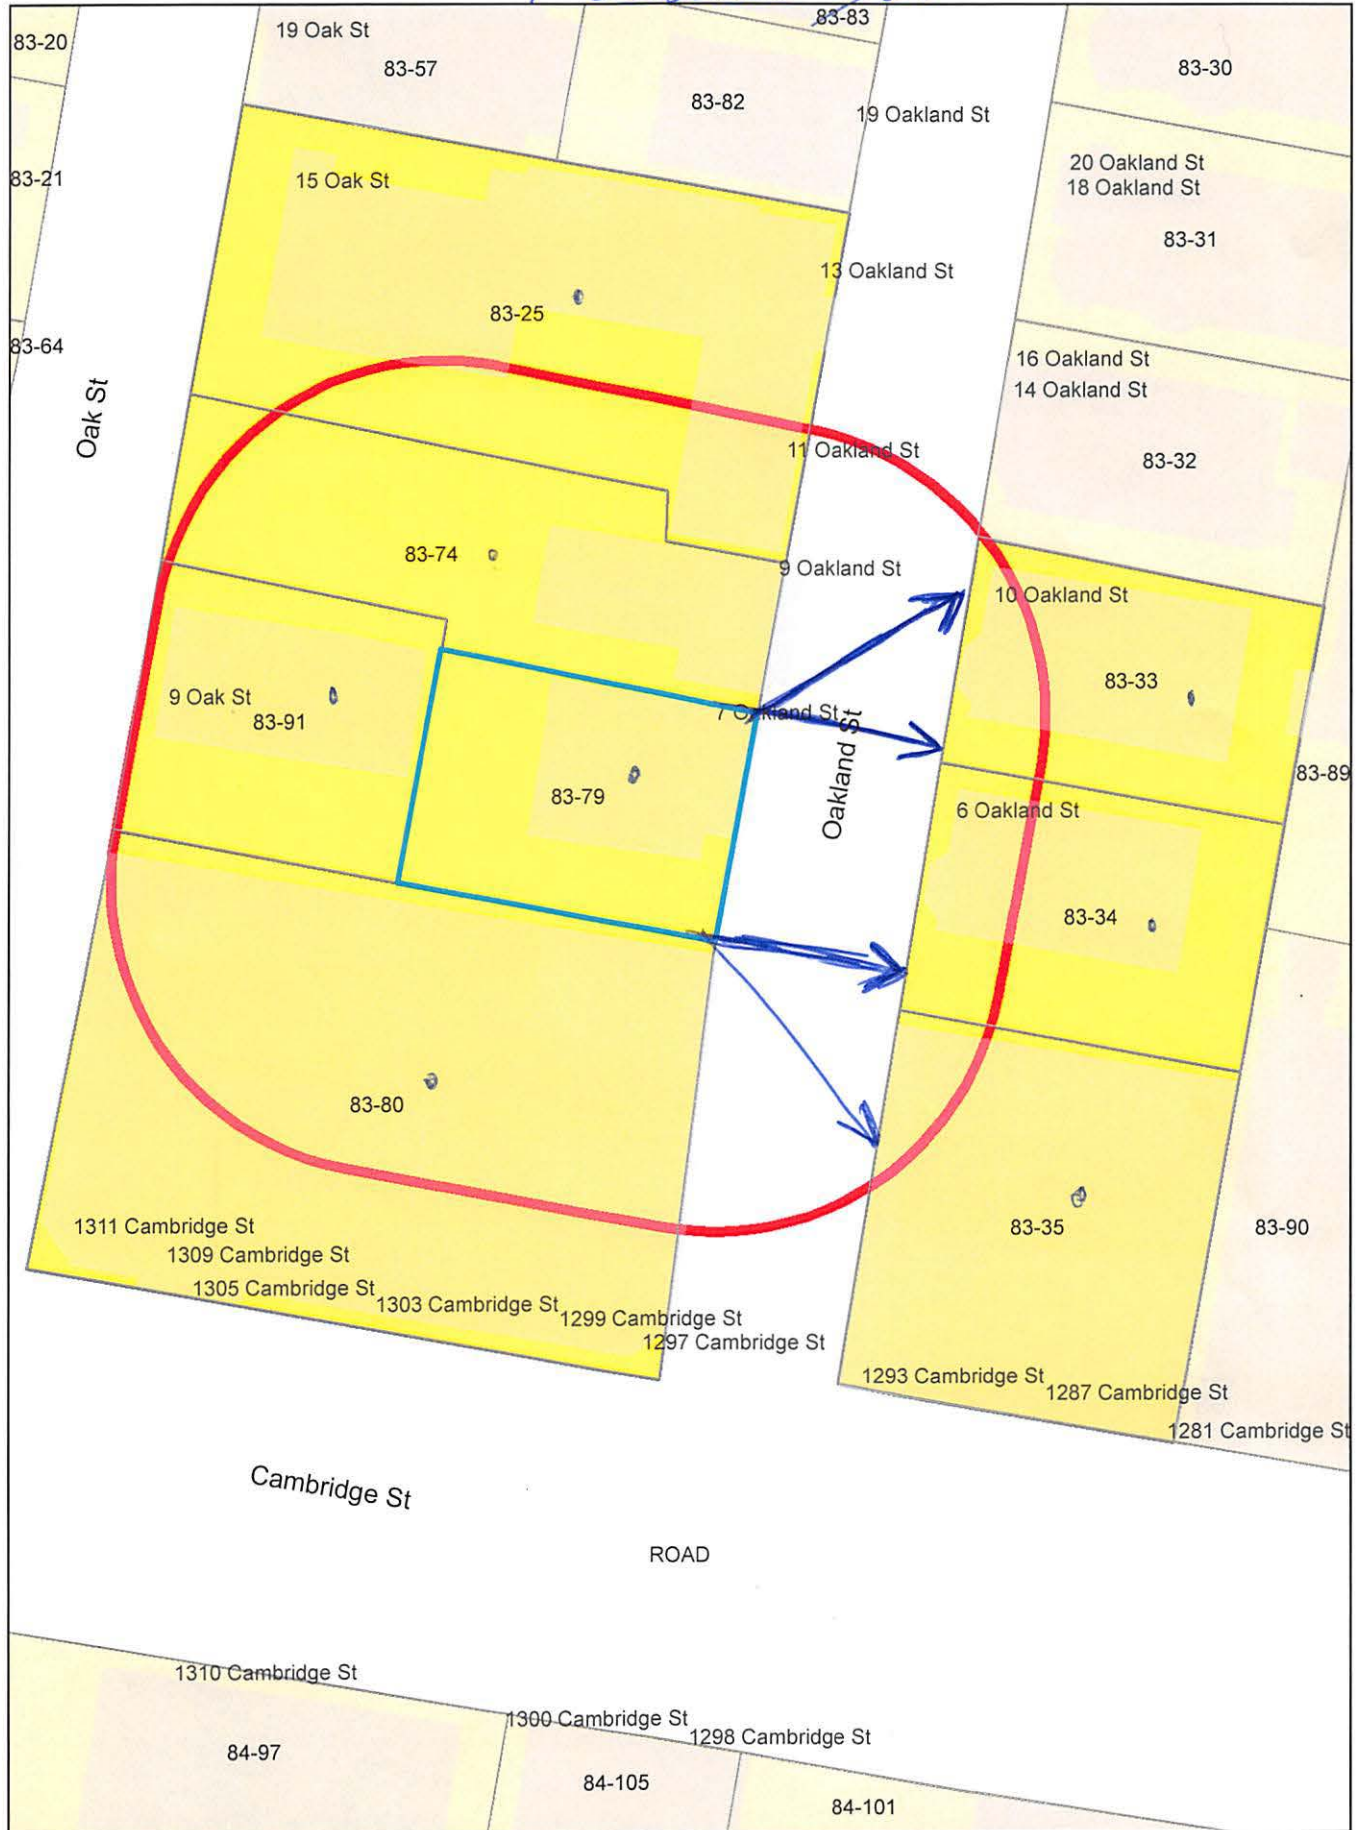 83-83
19 Oak St
83-20
83-57
83-30
83-82
19 Oakland St
20 Oakland St
83-21
15 Oak St
18 Oakland St
83-31
13 Oakland St
83-25
83-64
16 Oakland St
14 Oakland St
Oak St
11 Oakland St
83-32
83-74
9 Oakland St
10 Oakland St
83-33
9 Oak St
7 Oakland St
83-91
Oakland St
83-89
83-79
6 Oakland St
83-34
83-80
1311 Cambridge St
83-35
83-90
1309 Cambridge St
1305 Cambridge St
1303 Cambridge St
1299 Cambridge St
1297 Cambridge St
1293 Cambridge St
1287 Cambridge St
1281 Cambridge St
Cambridge St
ROAD
1310 Cambridge St
1300 Cambridge St
1298 Cambridge St
84-97
84-105
84-101